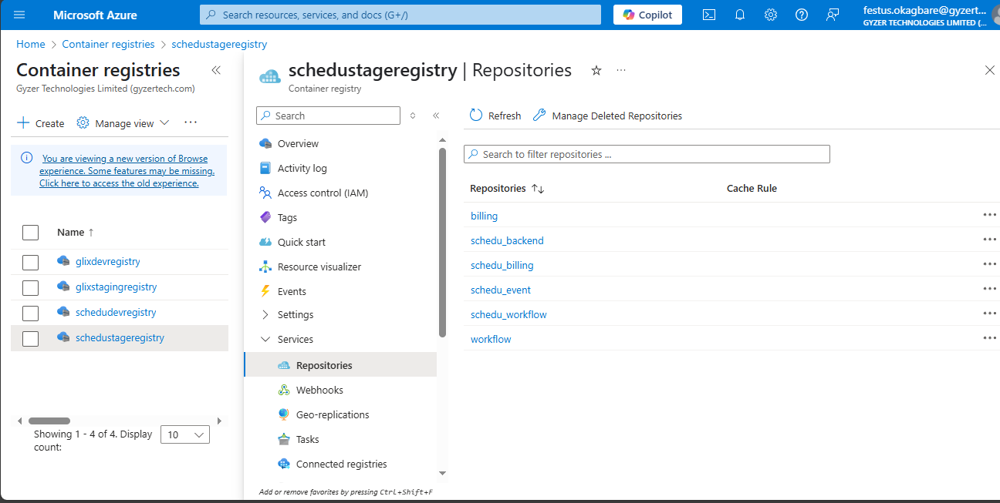 Microsoft Azure
Search resources, services, and docs (G+/)
Copilot
festus.okagbare@gyzert...
GYZER TECHNOLOGIES LIMITED (...
Home > Container registries > schedustageregistry
Container registries
Gyzer Technologies Limited (gyzertech.com)
Create
Manage view
You are viewing a new version of Browse
experience. Some features may be missing.
Click here to access the old experience.
Name ↑
glixdevregistry
glixstagingregistry
schedudevregistry
schedustageregistry
Showing 1 - 4 of 4. Display
count:
10
schedustageregistry | Repositories
Container registry
Search
Overview
Activity log
Access control (IAM)
Tags
Quick start
Resource visualizer
Events
Settings
Services
Repositories
Webhooks
Geo-replications
Tasks
Connected registries
Add or remove favorites by pressing Ctrl+Shift+F
Refresh
Manage Deleted Repositories
Search to filter repositories ...
Repositories ↑↓
Cache Rule
billing
schedu_backend
schedu_billing
schedu_event
schedu_workflow
workflow